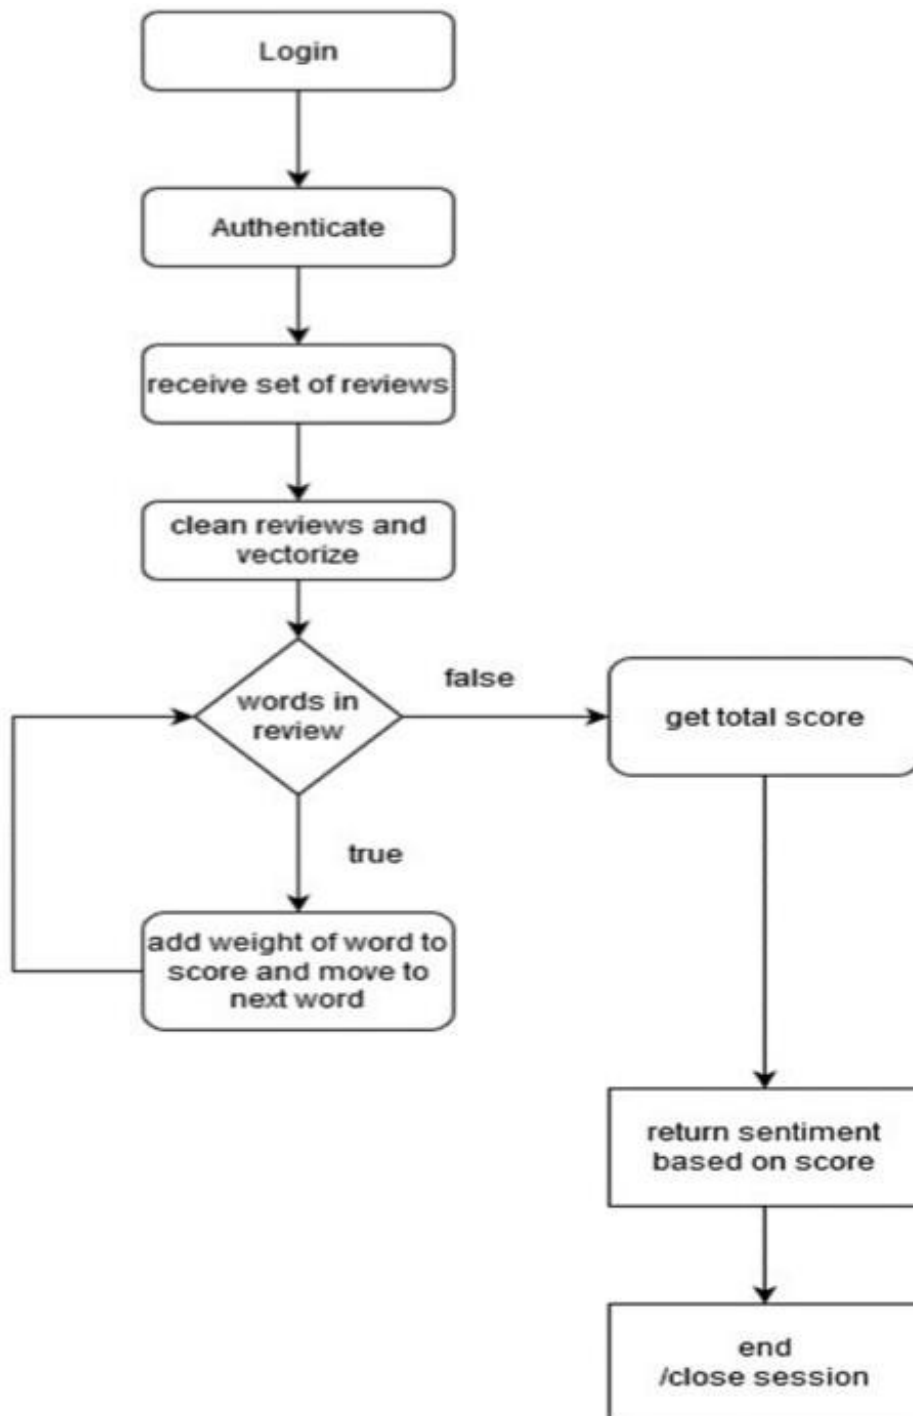 Login
Authenticate
receive set of reviews
clean reviews and
vectorize
words in
review
false
get total score
true
add weight of word to
score and move to
next word
return sentiment
based on score
end
/close session